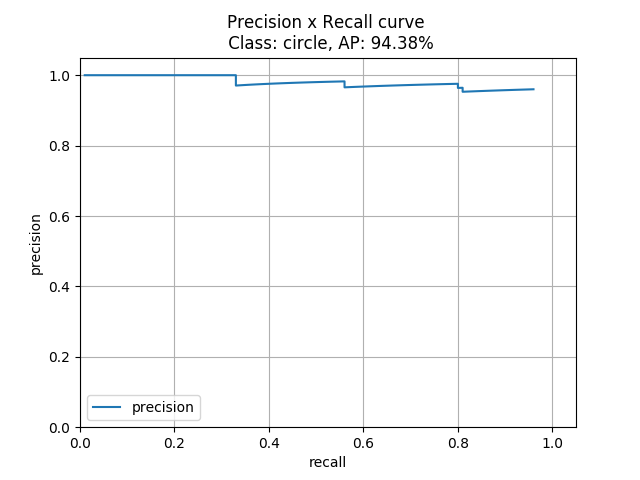 Precision x Recall curve
Class: circle, AP: 94.38%
1.0
0.8
0.6
0.4
0.2
0.0
precision
precision
0.0 0.2 0.4 0.6 0.8 1.0
recall